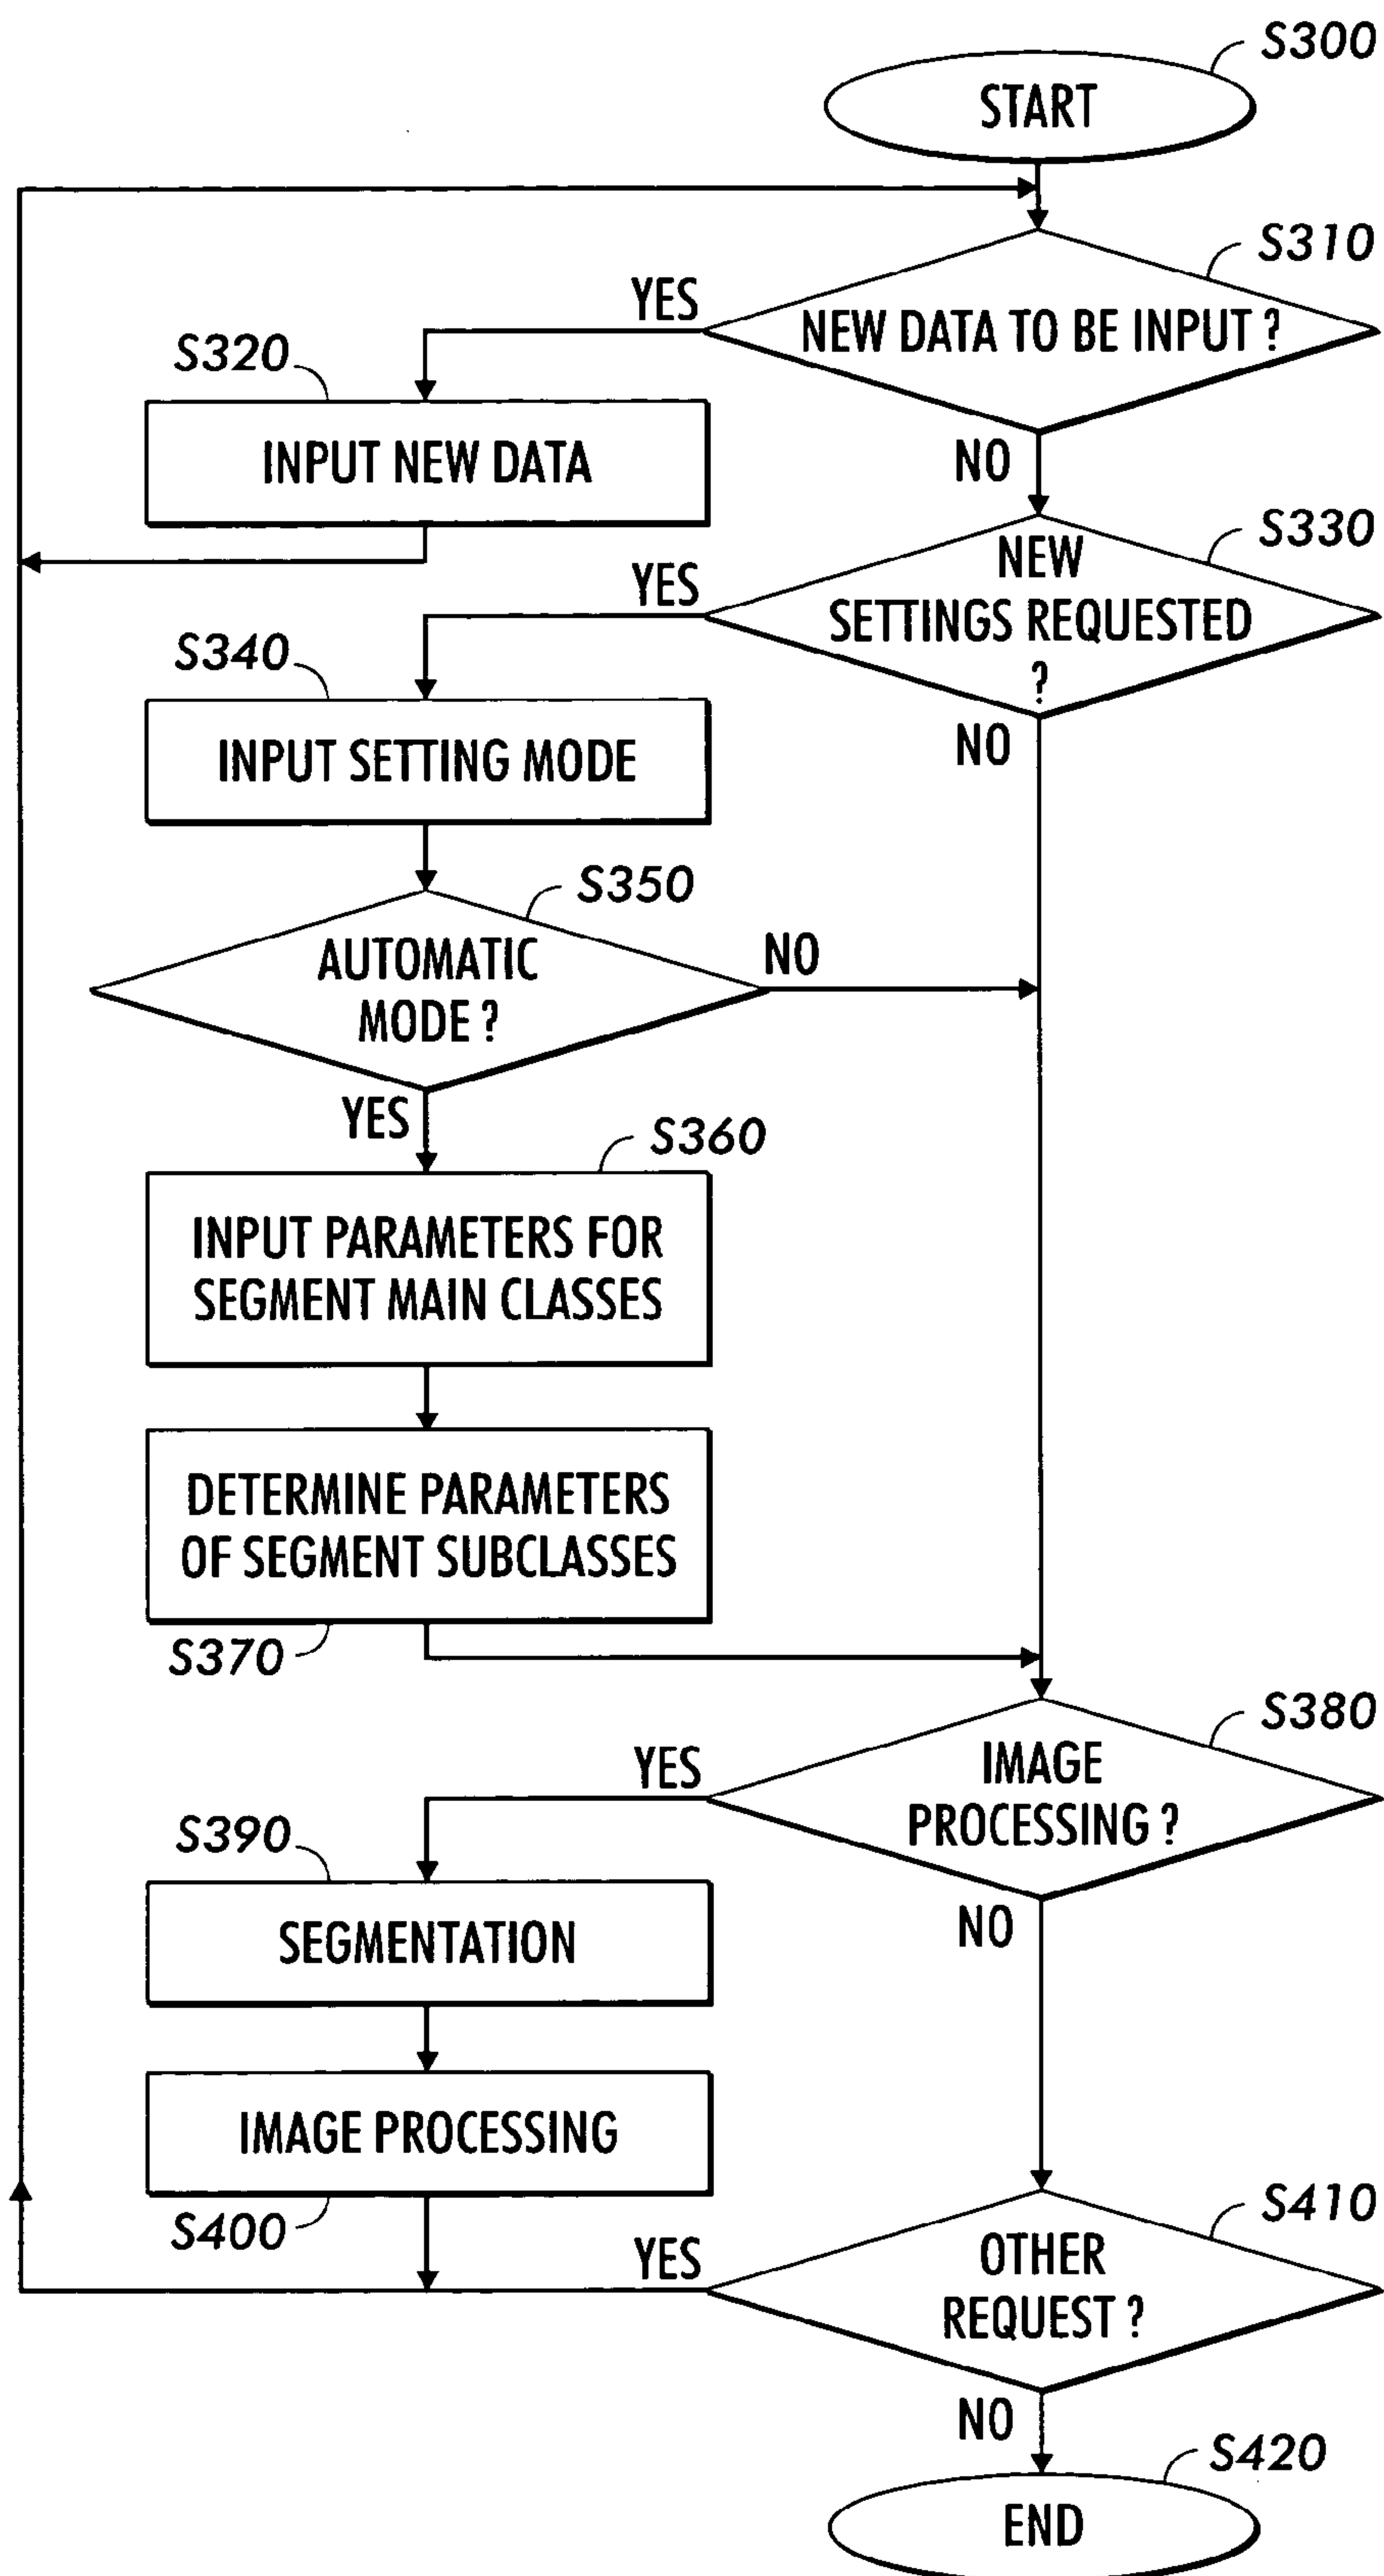 S300
START
S310
YES
NEW DATA TO BE INPUT ?
S320
INPUT NEW DATA
NO
S330
YES
NEW
SETTINGS REQUESTED
?
S340
INPUT SETTING MODE
NO
S350
AUTOMATIC
MODE ?
NO
YES
S360
INPUT PARAMETERS FOR
SEGMENT MAIN CLASSES
DETERMINE PARAMETERS
OF SEGMENT SUBCLASSES
S370
S380
YES
IMAGE
PROCESSING ?
S390
SEGMENTATION
NO
IMAGE PROCESSING
S400
S410
YES
OTHER
REQUEST ?
NO
S420
END